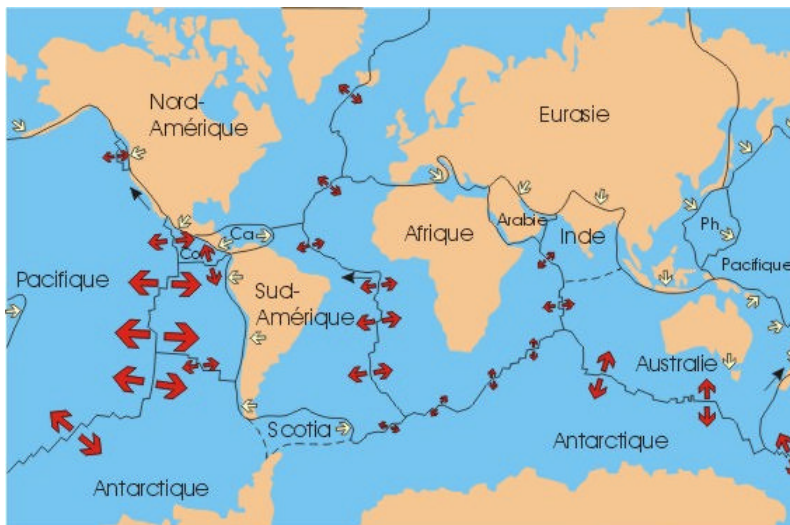 Nord-
Amérique
Eurasie
Ca
Co
Pacifique
Sud-
Amérique
Afrique
Arabie
Inde
Ph
Pacifique
Australie
Scotia
Antarctique
Antarctique